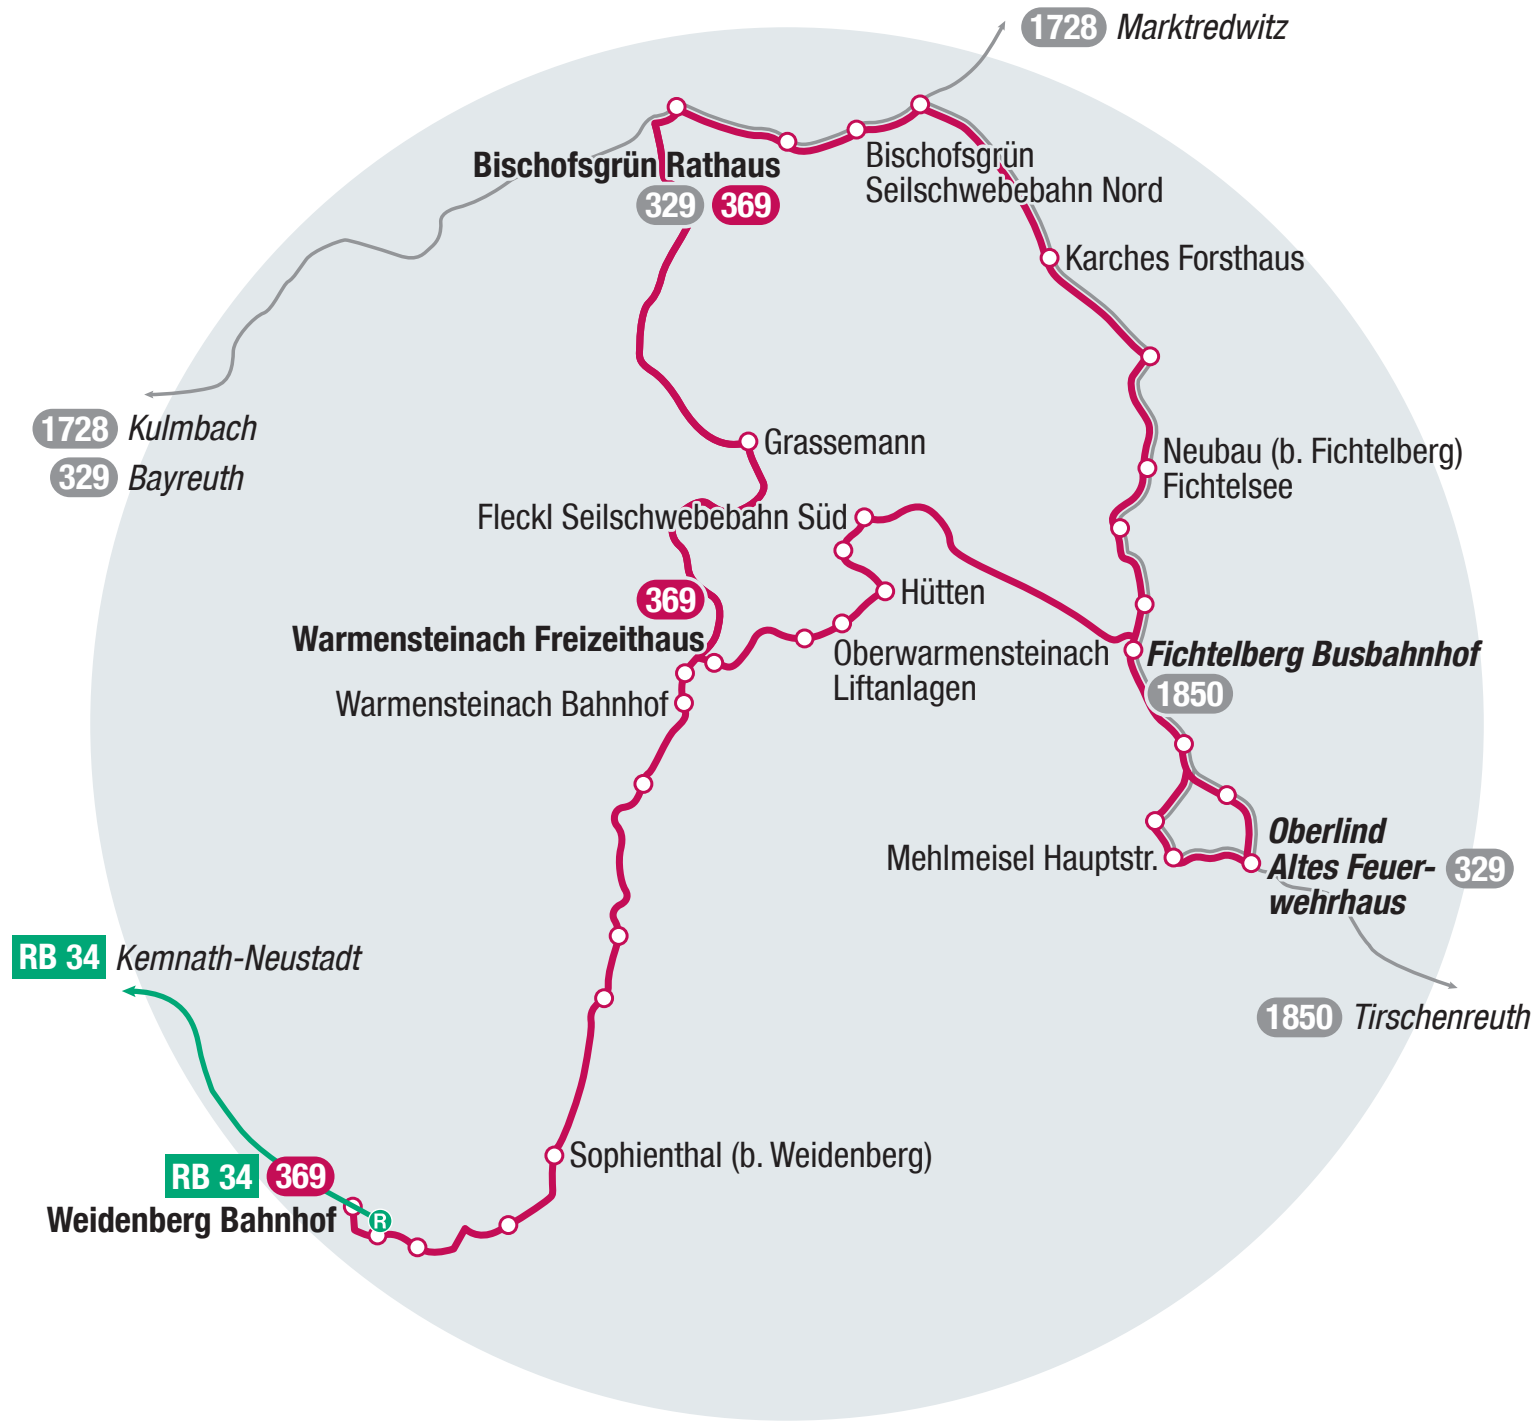 1728 Marktredwitz
Bischofsgrün Rathaus
329 369
Bischofsgrün
Seilschwebebahn Nord
Karches Forsthaus
1728 Kulmbach
329 Bayreuth
Grassemann
Neubau (b. Fichtelberg)
Fichtelsee
Fleckl Seilschwebebahn Süd
369
Hütten
Warmensteinach Freizeithaus
Oberwarmensteinach
Liftanlagen
Fichtelberg Busbahnhof
1850
Warmensteinach Bahnhof
Mehlmeisel Hauptstr.
Oberlind
Altes Feuer- 329
wehrhaus
RB 34 Kemnath-Neustadt
1850 Tirschenreuth
Sophienthal (b. Weidenberg)
RB 34 369
Weidenberg Bahnhof
R